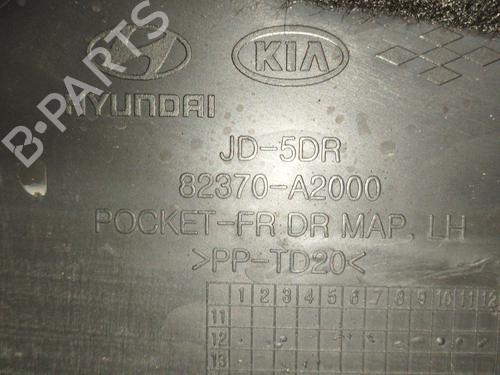 B-PARTS
HYUNDAI KIA
JD-5DR
82370-A2000
POCKET-FR DR MAP, LH
>PP-TD20<
1 2 3 4 5 6 7 8 9 10 11 12
11
12
13